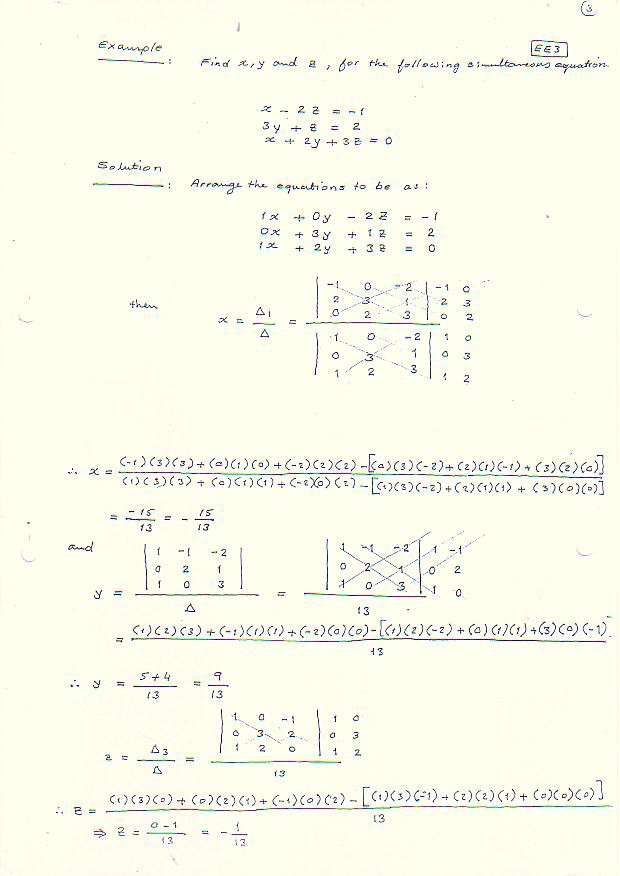 3
Example : EE3
Find x, y and z, for the following simultaneous equation
x - 2z = -1
3y + z = 2
x + 2y + 3z = 0
Solution : Arrange the equations to be as :
1x + 0y - 2z = -1
0x + 3y + 1z = 2
1x + 2y + 3z = 0
then x = Δ1/Δ = 
| -1 0 -2 | -1 0
| 2 3 1 | 2 3
| 0 2 3 | 0 2
| 1 0 -2 | 1 0
| 0 3 1 | 0 3
| 1 2 3 | 1 2
∴ x = (-1)(3)(3) + (0)(1)(0) + (-2)(2)(2) - [(0)(3)(-2) + (2)(1)(-1) + (3)(2)(0)]
(1)(3)(3) + (0)(1)(1) + (-2)(0)(2) - [(1)(3)(-2) + (2)(1)(1) + (3)(0)(0)]
= -15/13 = - 15/13
and y = 
| 1 -1 -2 |
| 0 2 1 |
| 1 0 3 |
Δ
=
| 1 -1 -2 | 1 -1
| 0 2 1 | 0 2
| 1 0 3 | 1 0
13
= (1)(2)(3) + (-1)(1)(1) + (-2)(0)(0) - [(1)(2)(-2) + (0)(1)(1) + (3)(0)(-1)
13
∴ y = 5+4/13 = 9/13
z = Δ3/Δ =
| 1 0 -1 | 1 0
| 0 3 2 | 0 3
| 1 2 0 | 1 2
13
∴ z = (1)(3)(0) + (0)(2)(1) + (-1)(0)(2) - [(1)(3)(-1) + (2)(2)(1) + (0)(0)(0)]
13
⇒ z = 0-1/13 = - 1/13